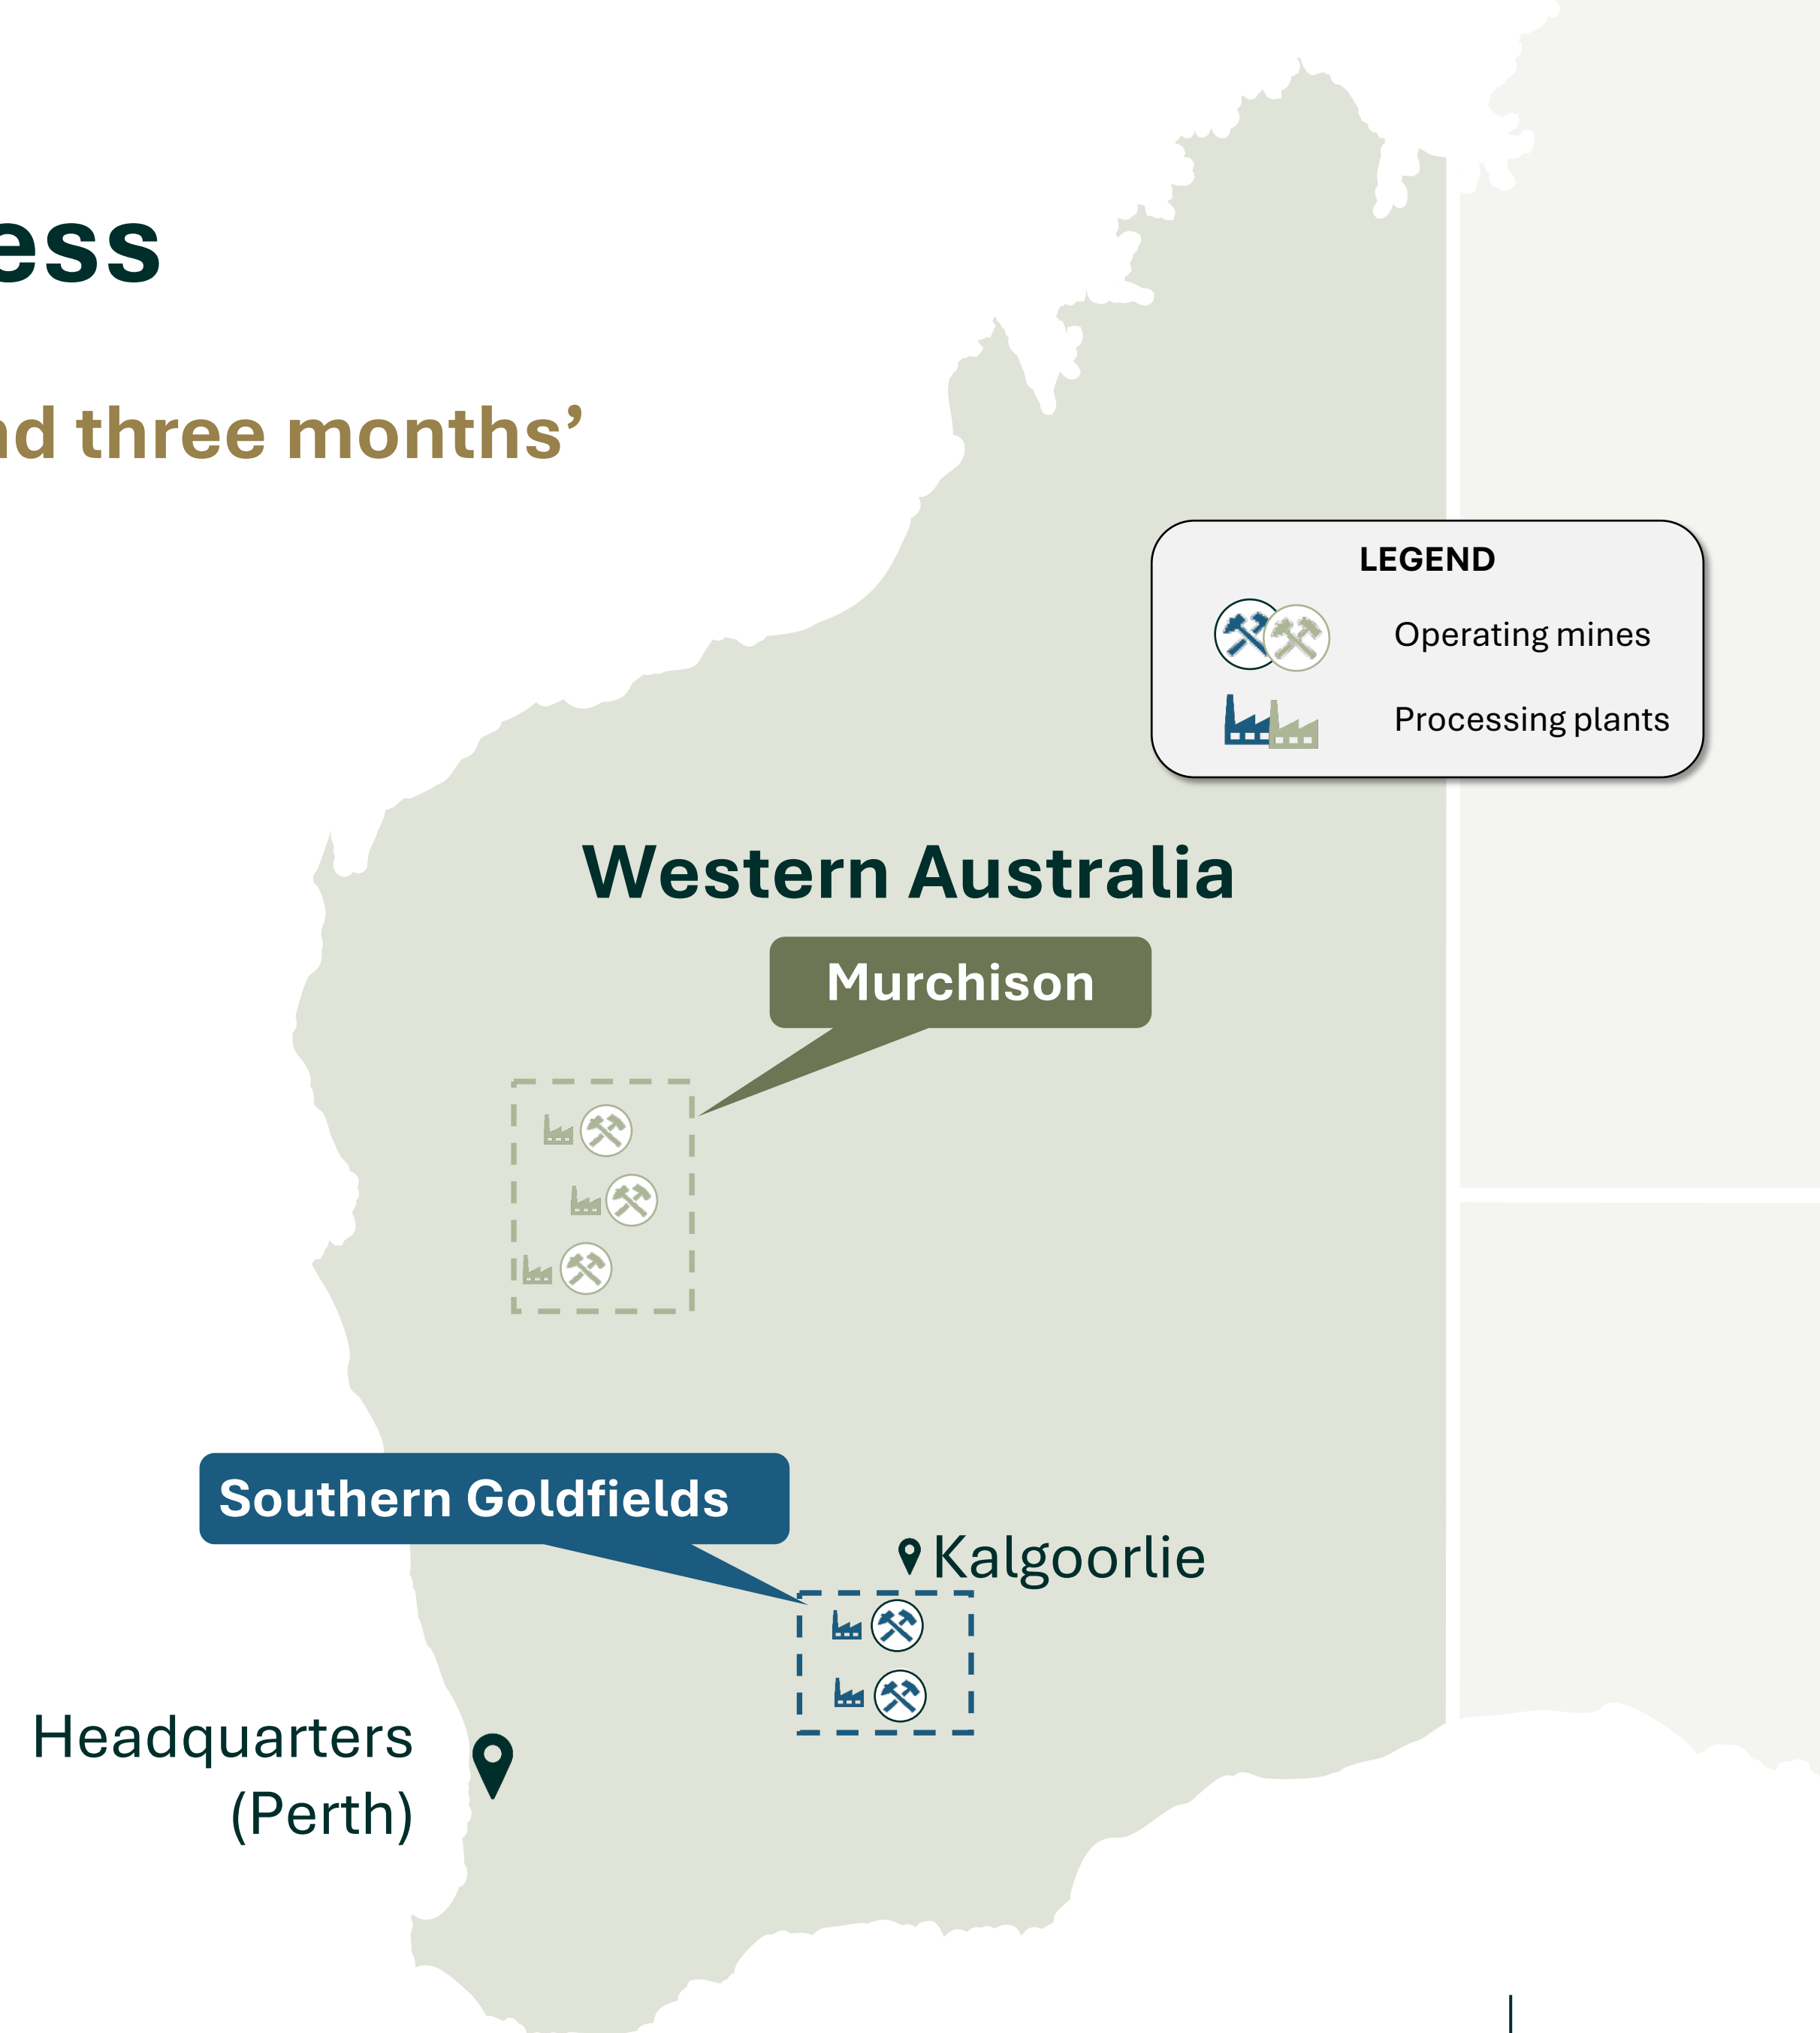 ess
nd three months’
LEGEND
Operating mines
Processing plants
Western Australia
Murchison
Southern Goldfields
Kalgoorlie
Headquarters
(Perth)